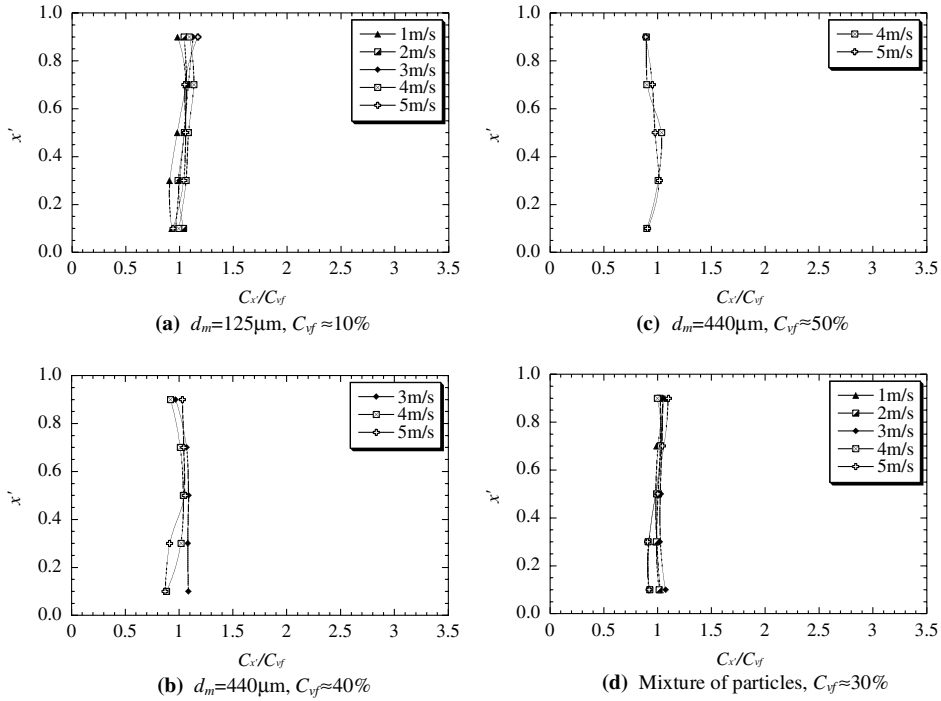 1.0
0.8
0.6
0.4
0.2
0.0
x'
0 0.5 1 1.5 2 2.5 3 3.5
Cx'/Cvf
1m/s
2m/s
3m/s
4m/s
5m/s
(a) dm=125μm, Cvf≈10%
1.0
0.8
0.6
0.4
0.2
0.0
x'
0 0.5 1 1.5 2 2.5 3 3.5
Cx'/Cvf
4m/s
5m/s
(c) dm=440μm, Cvf≈50%
1.0
0.8
0.6
0.4
0.2
0.0
x'
0 0.5 1 1.5 2 2.5 3 3.5
Cx'/Cvf
3m/s
4m/s
5m/s
(b) dm=440μm, Cvf≈40%
1.0
0.8
0.6
0.4
0.2
0.0
x'
0 0.5 1 1.5 2 2.5 3 3.5
Cx'/Cvf
1m/s
2m/s
3m/s
4m/s
5m/s
(d) Mixture of particles, Cvf≈30%